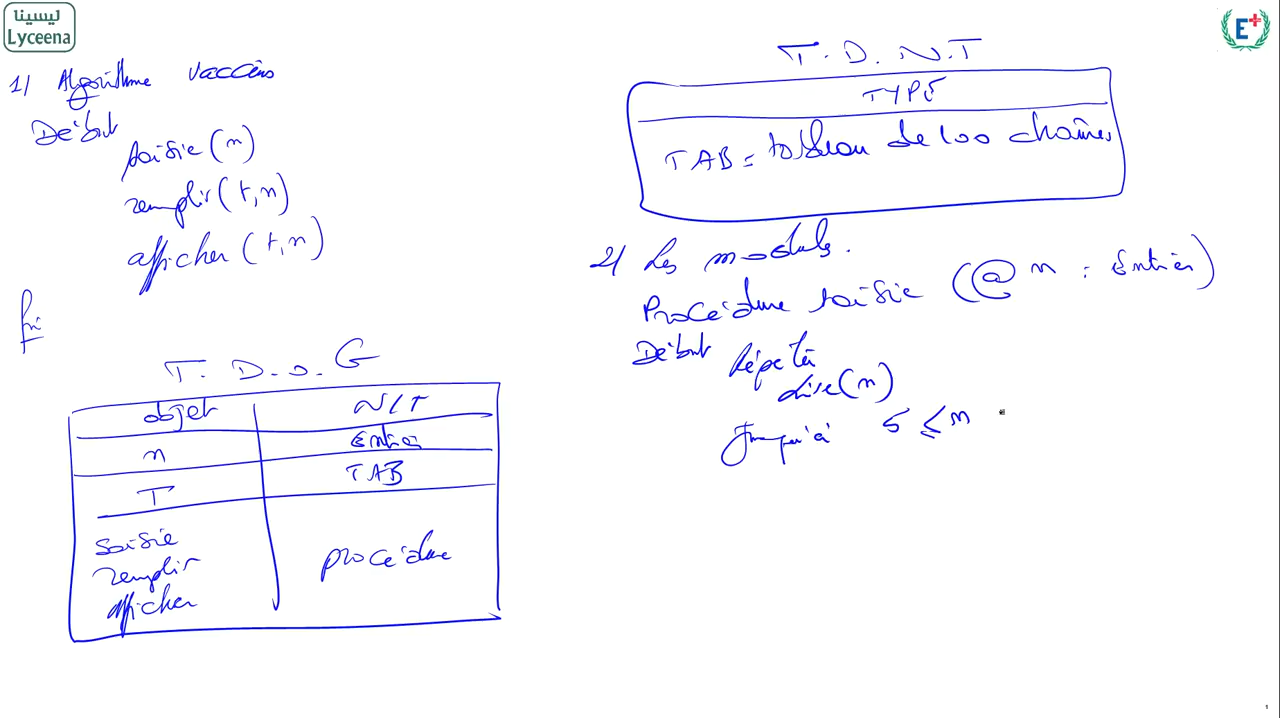 ليسينا
Lyceena
E+
1) Algorithme vaccins
Début
saisie(n)
remplir(t,n)
afficher(t,n)
fin
T. D. O. G
objet N/T
n Entier
T TAB
saisie
remplir
afficher
procédure
T. D. N. T
TYPE
TAB = tableau de 100 chaînes
2) Les modules.
Procédure saisie (@ n : Entier)
Début Répéter
Lire(n)
Jusqu'à 5 ≤ n
1